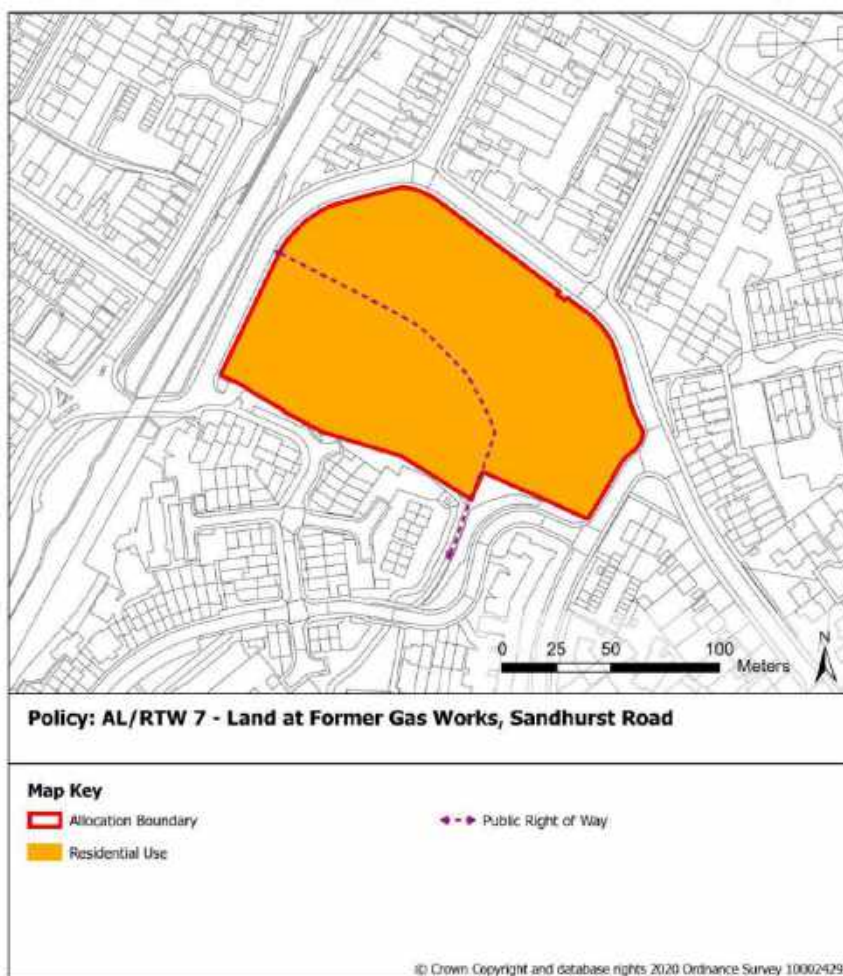 0 25 50 100
Meters
N
Policy: AL/RTW 7 - Land at Former Gas Works, Sandhurst Road
Map Key
Allocation Boundary
Public Right of Way
Residential Use
© Crown Copyright and database rights 2020 Ordnance Survey 10002429